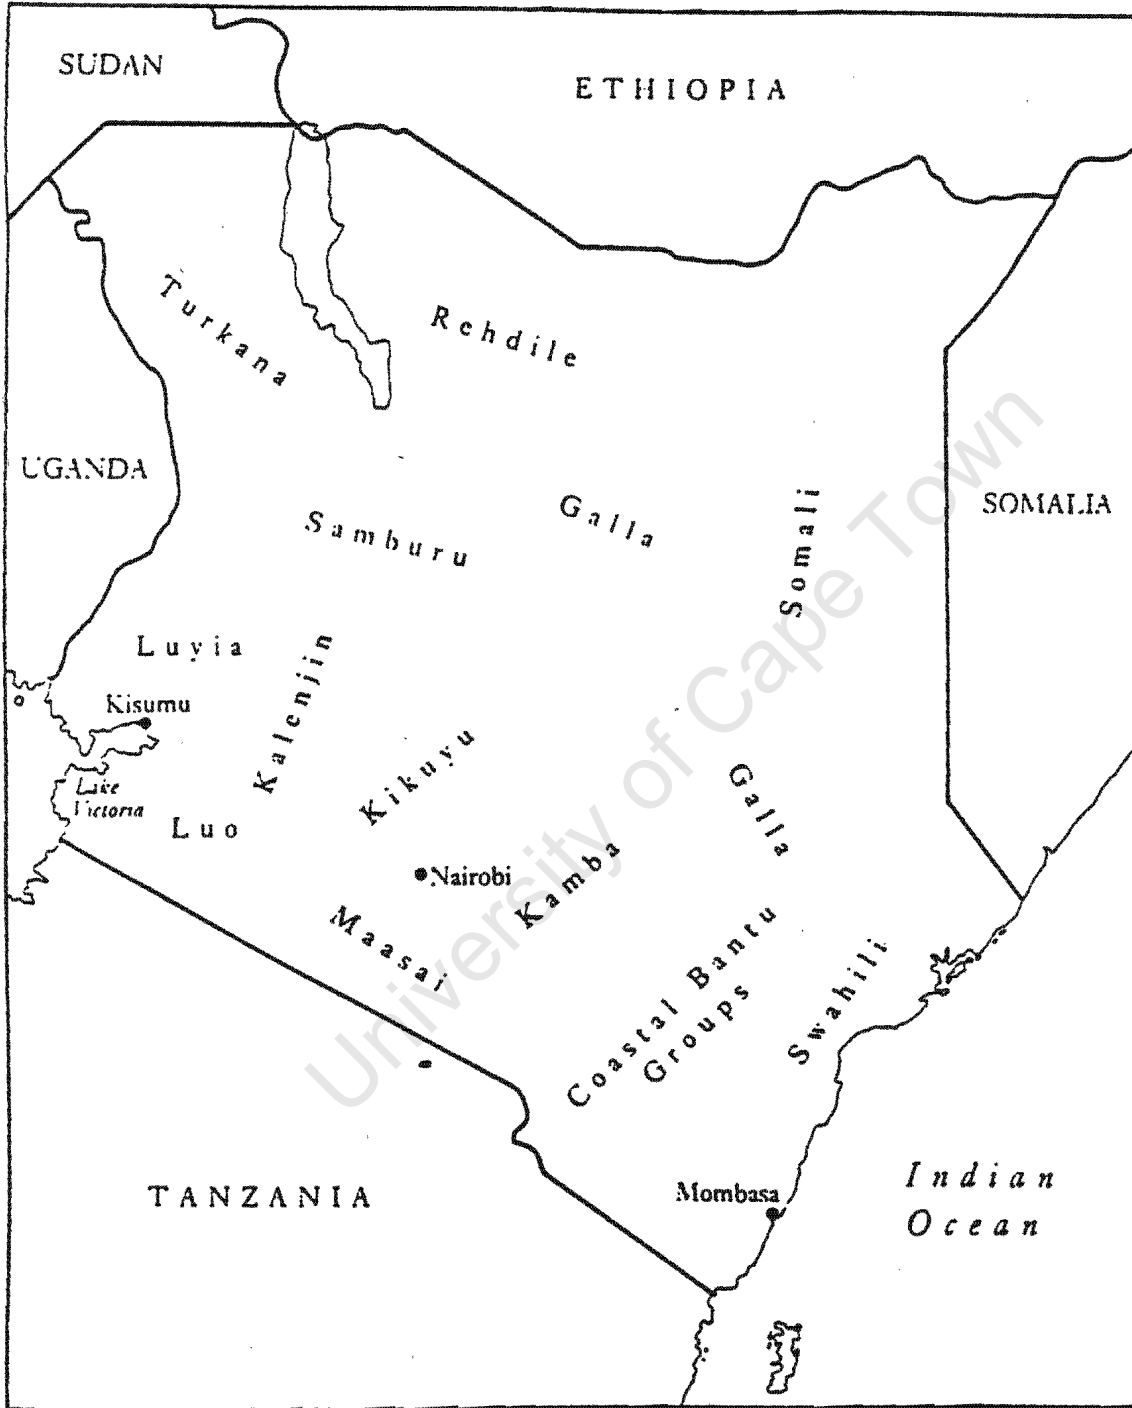 SUDAN
ETHIOPIA
Turkana
Rehdile
UGANDA
Samburu
Galla
Somali
SOMALIA
Luyia
Kalenjin
Kisumu
Lake
Victoria
Luo
Kikuyu
Nairobi
Kamba
Galla
Maasai
Coastal Bantu
Groups
Swahili
TANZANIA
Mombasa
Indian
Ocean
University of Cape Town